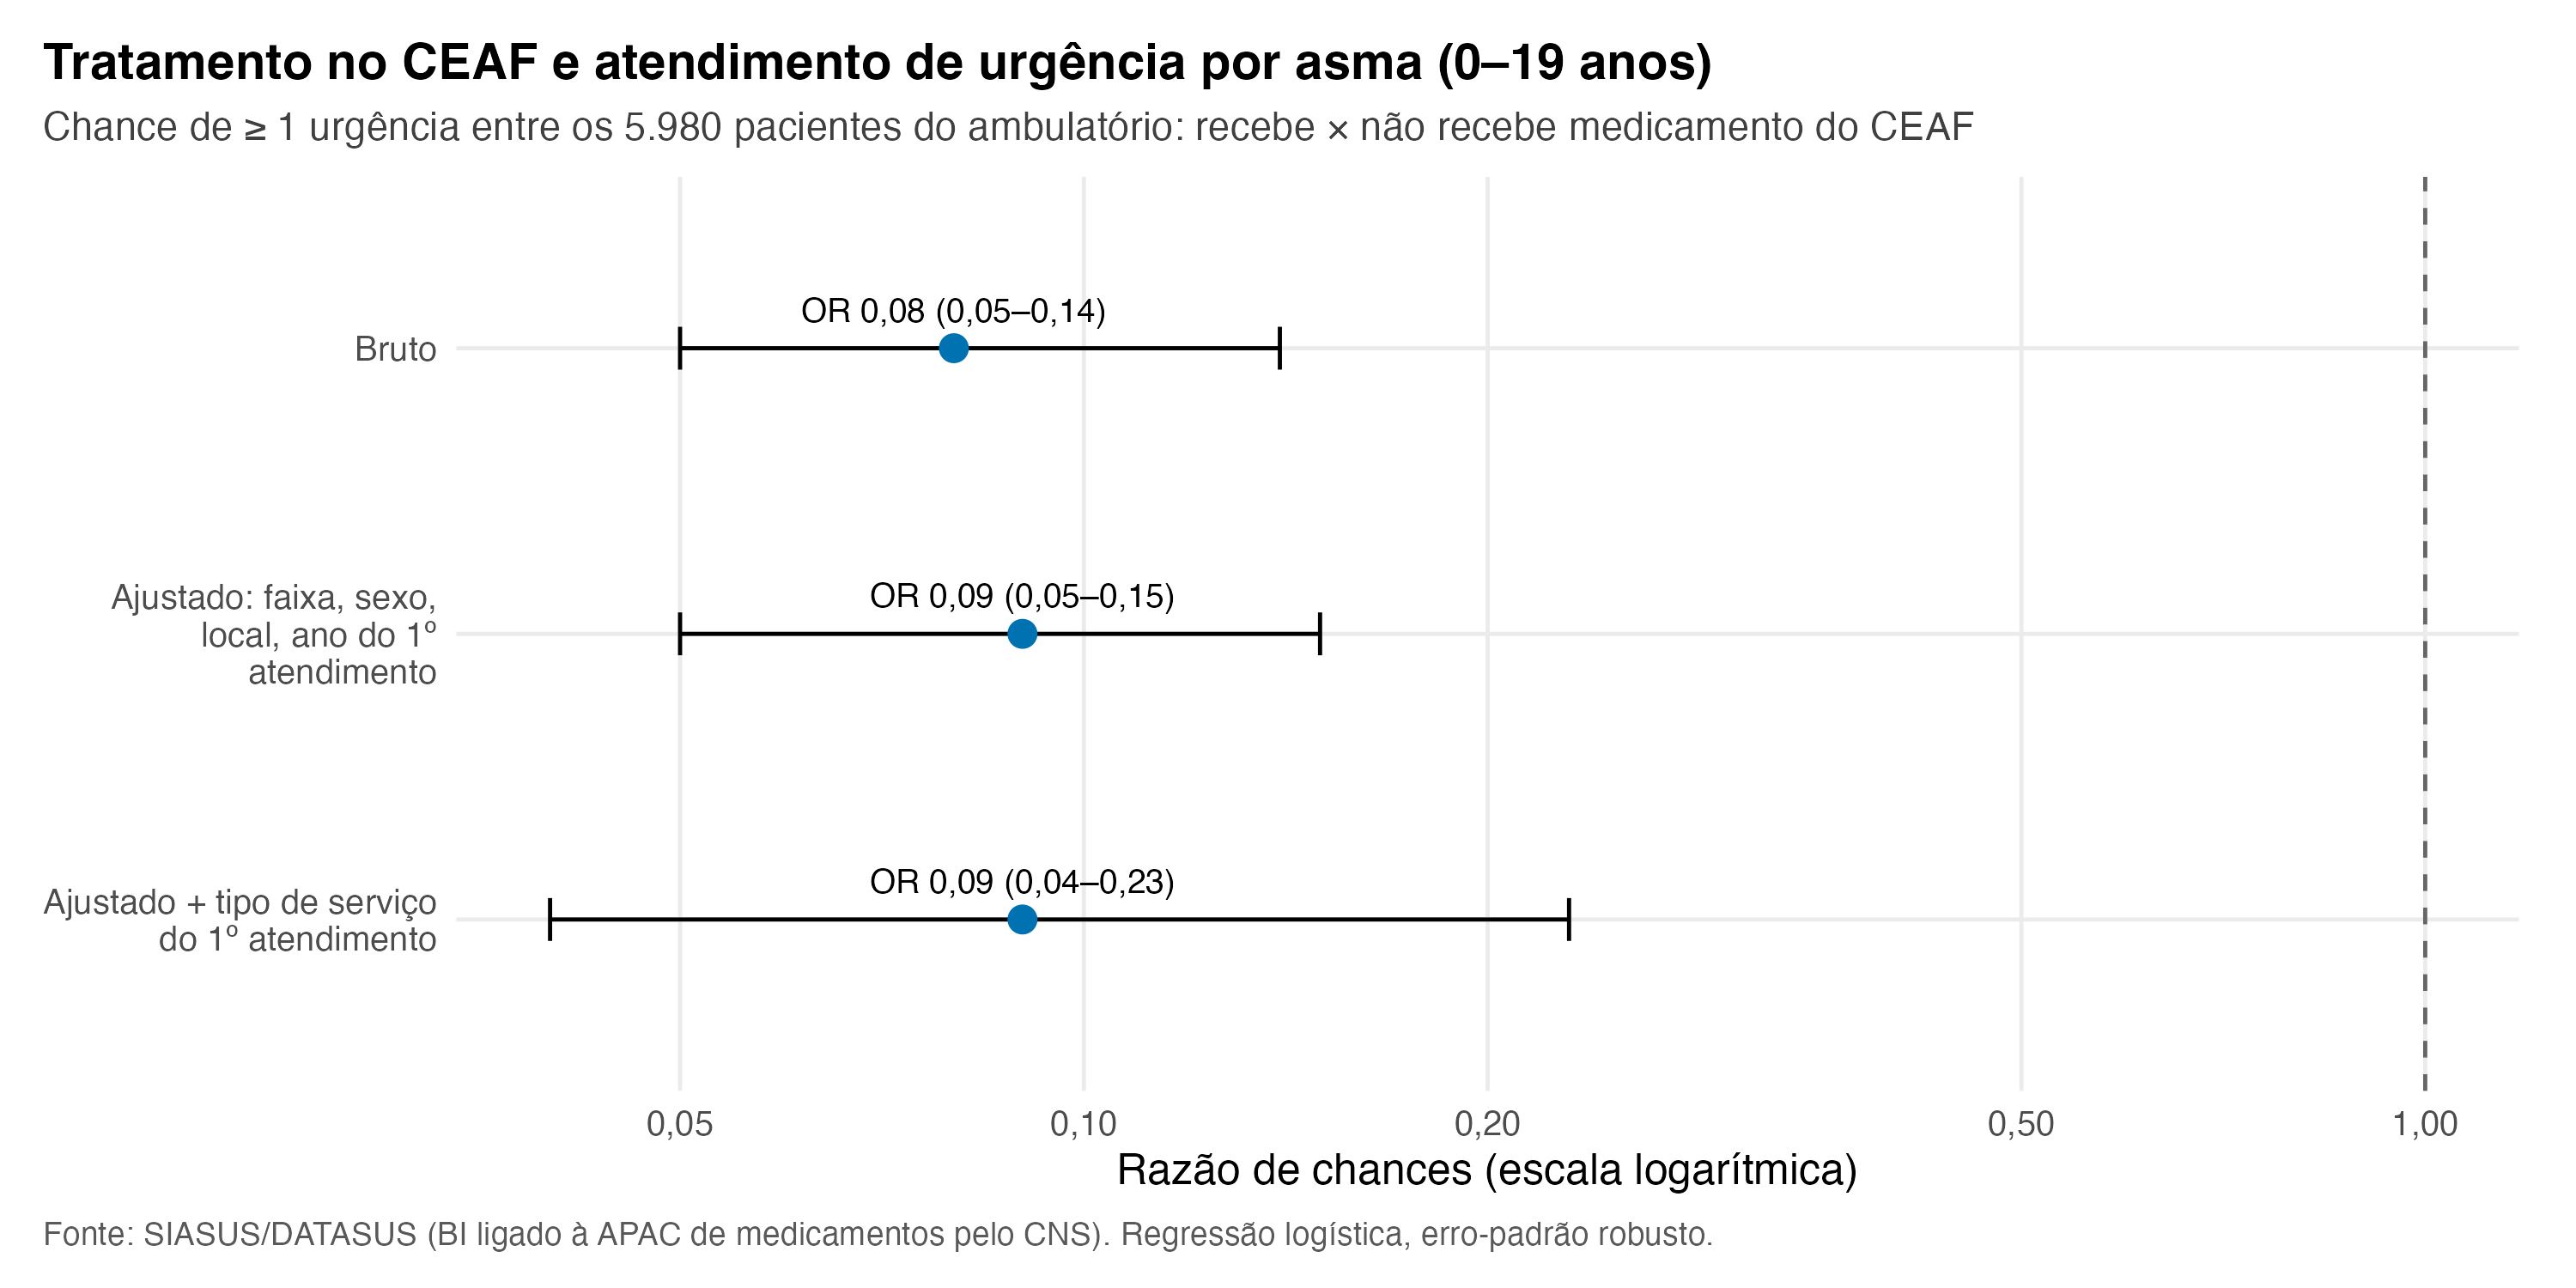 Tratamento no CEAF e atendimento de urgência por asma (0–19 anos)
Chance de ≥ 1 urgência entre os 5.980 pacientes do ambulatório: recebe × não recebe medicamento do CEAF
OR 0,08 (0,05–0,14)
Bruto
OR 0,09 (0,05–0,15)
Ajustado: faixa, sexo,
local, ano do 1º
atendimento
OR 0,09 (0,04–0,23)
Ajustado + tipo de serviço
do 1º atendimento
0,05 0,10 0,20 0,50 1,00
Razão de chances (escala logarítmica)
Fonte: SIASUS/DATASUS (BI ligado à APAC de medicamentos pelo CNS). Regressão logística, erro-padrão robusto.